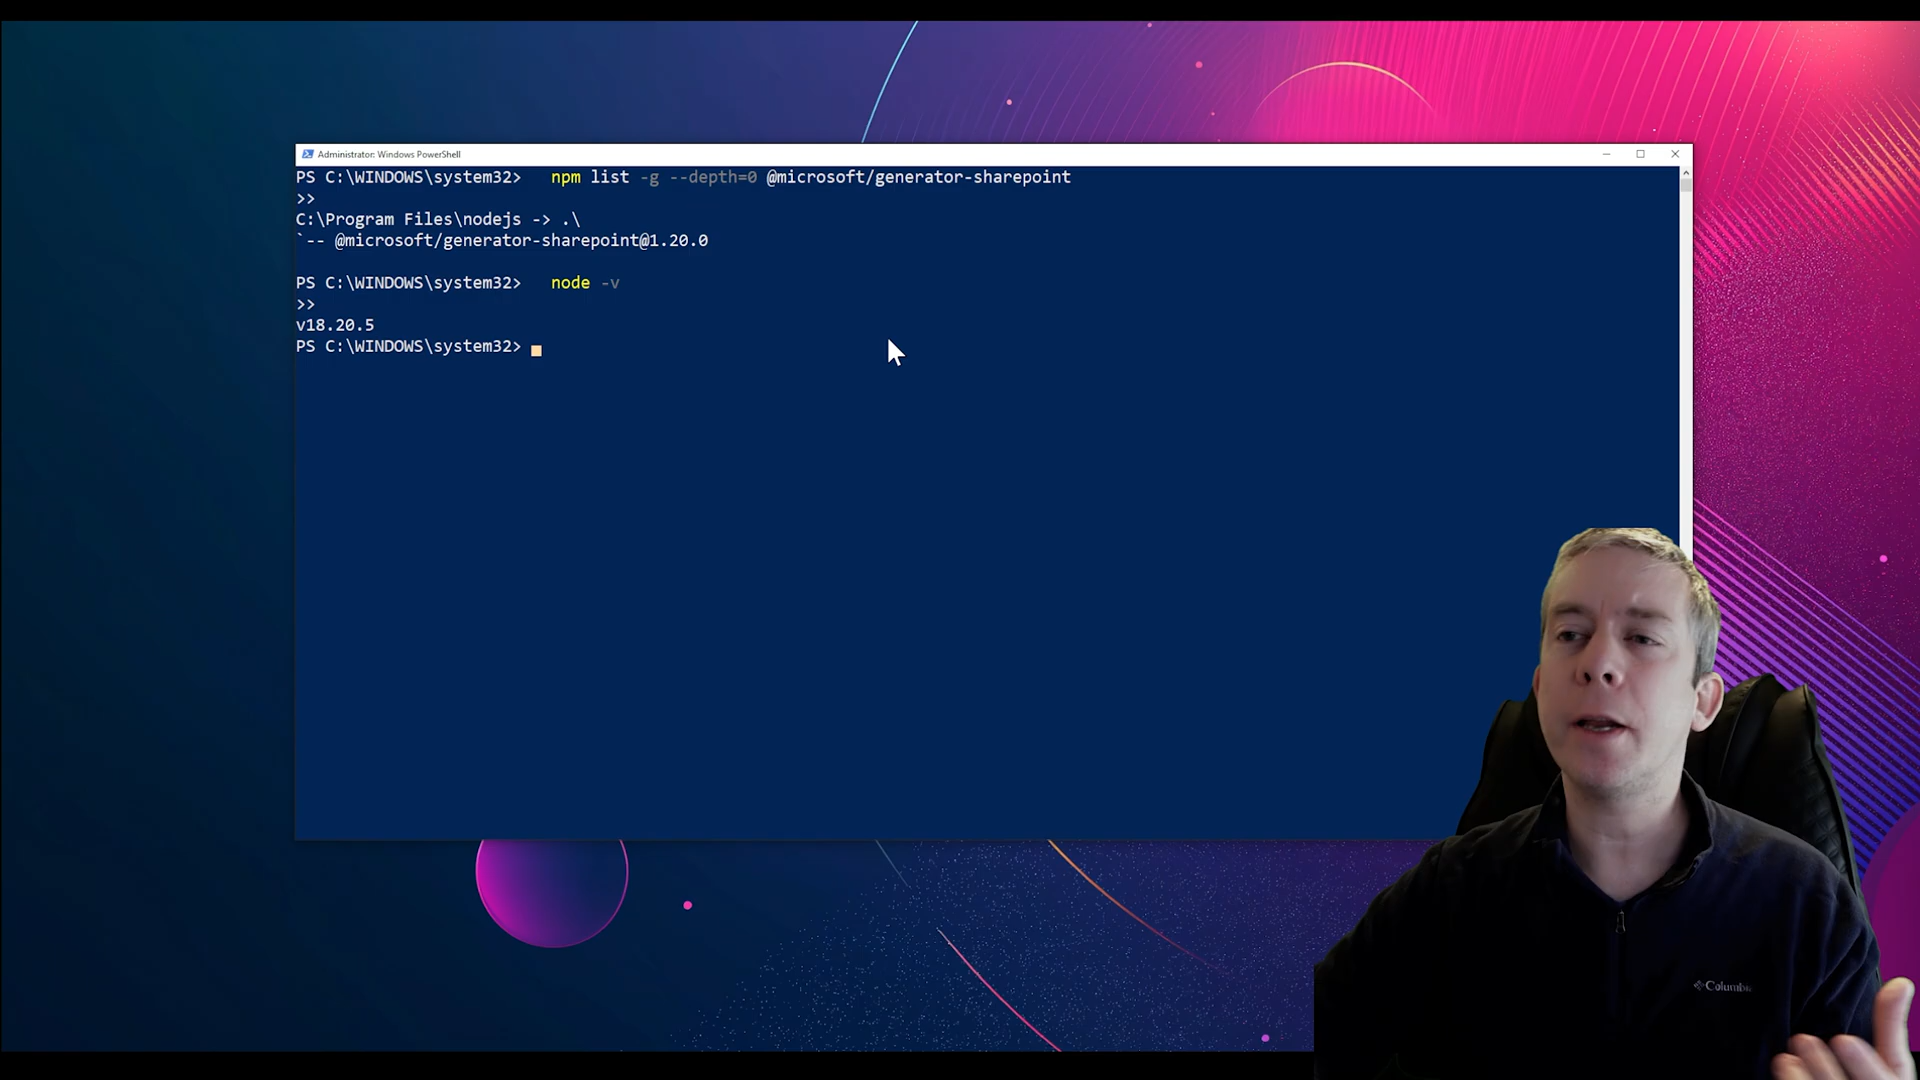 Administrator: Windows PowerShell
PS C:\WINDOWS\system32>   npm list -g --depth=0 @microsoft/generator-sharepoint
>>
C:\Program Files\nodejs -> .\
`-- @microsoft/generator-sharepoint@1.20.0
PS C:\WINDOWS\system32>   node -v
>>
v18.20.5
PS C:\WINDOWS\system32>
Columbia